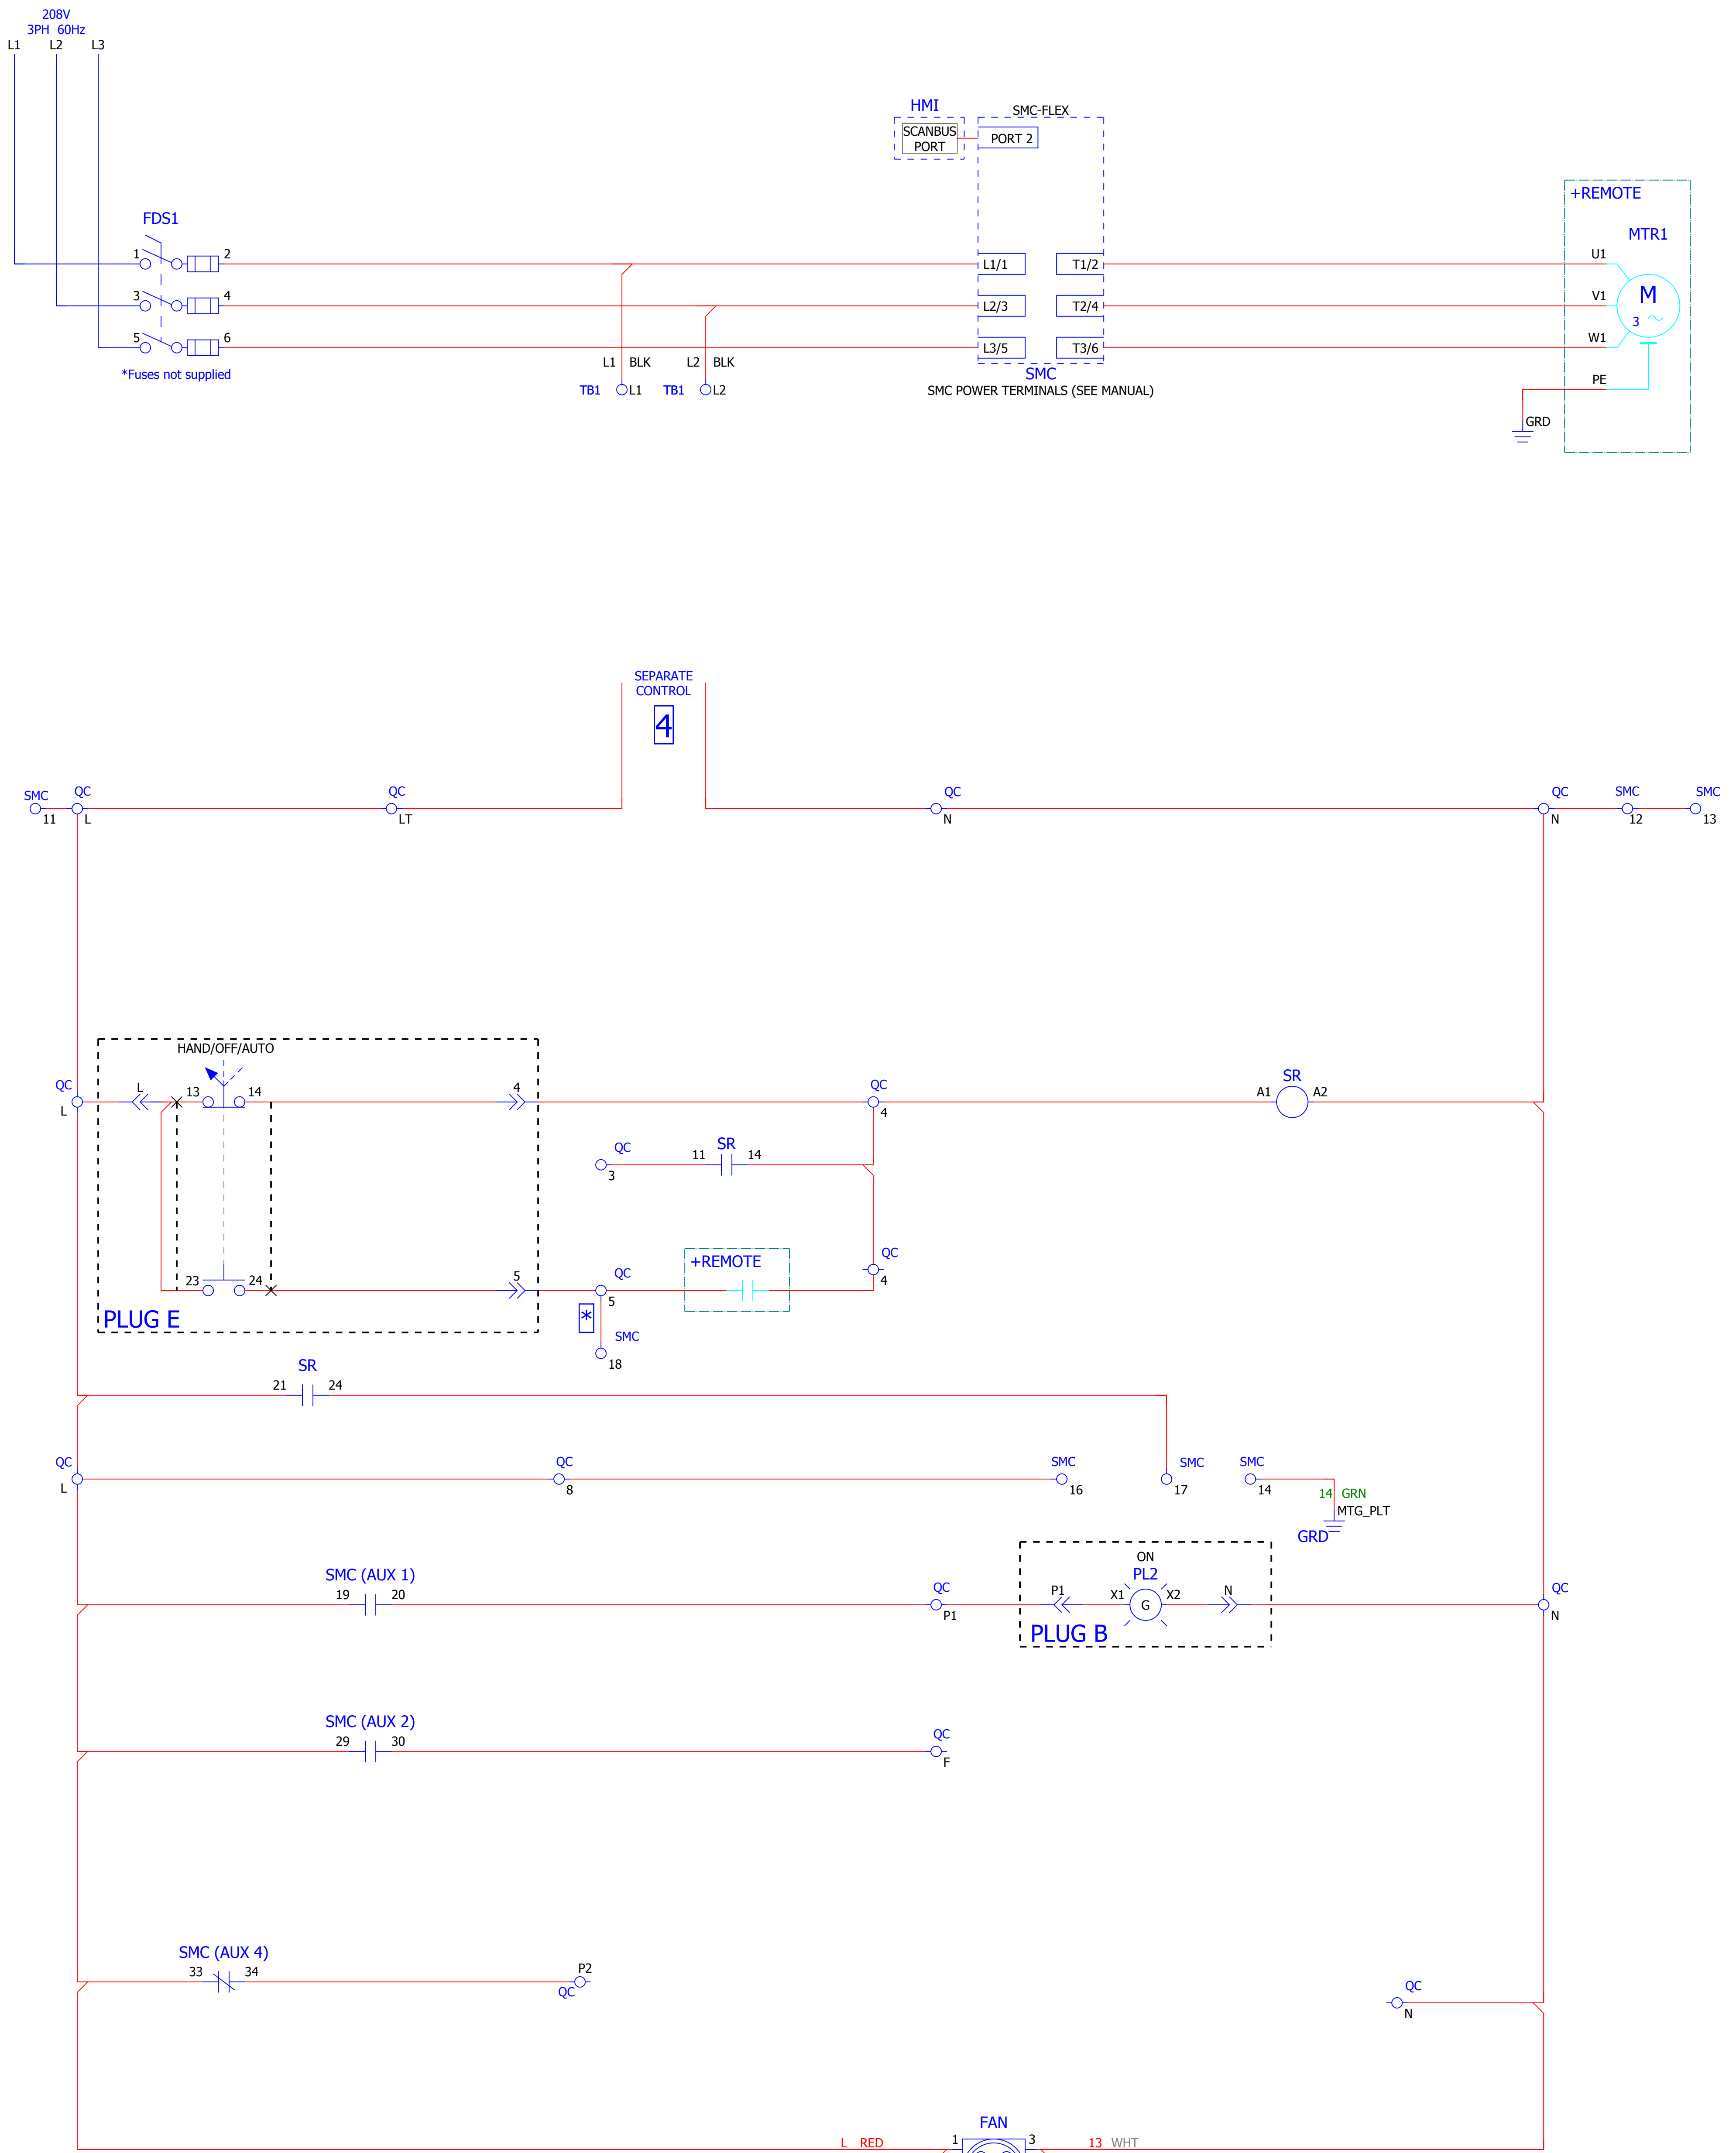 208V
3PH 60Hz
L1 L2 L3
HMI
SCANBUS
PORT
SMC-FLEX
PORT 2
+REMOTE
MTR1
FDS1
1 2
3 4
5 6
*Fuses not supplied
L1/1 T1/2
L2/3 T2/4
L3/5 T3/6
SMC
SMC POWER TERMINALS (SEE MANUAL)
U1
V1
W1
PE
M
3
GRD
L1 BLK
L2 BLK
TB1 L1
TB1 L2
SEPARATE
CONTROL
4
SMC
11
QC
L
QC
LT
QC
N
QC
N
SMC
12
SMC
13
HAND/OFF/AUTO
QC
L
L
13 14
4
QC
4
SR
A1 A2
QC
3
SR
11 14
23 24
5
QC
5
+REMOTE
QC
4
PLUG E
*
SMC
18
SR
21 24
QC
L
QC
8
SMC
16
SMC
17
SMC
14
14 GRN
MTG_PLT
GRD
SMC (AUX 1)
19 20
QC
P1
ON
PL2
P1 X1 G X2 N
PLUG B
QC
N
SMC (AUX 2)
29 30
QC
F
SMC (AUX 4)
33 34
P2
QC
QC
N
FAN
L RED
1 3
13 WHT